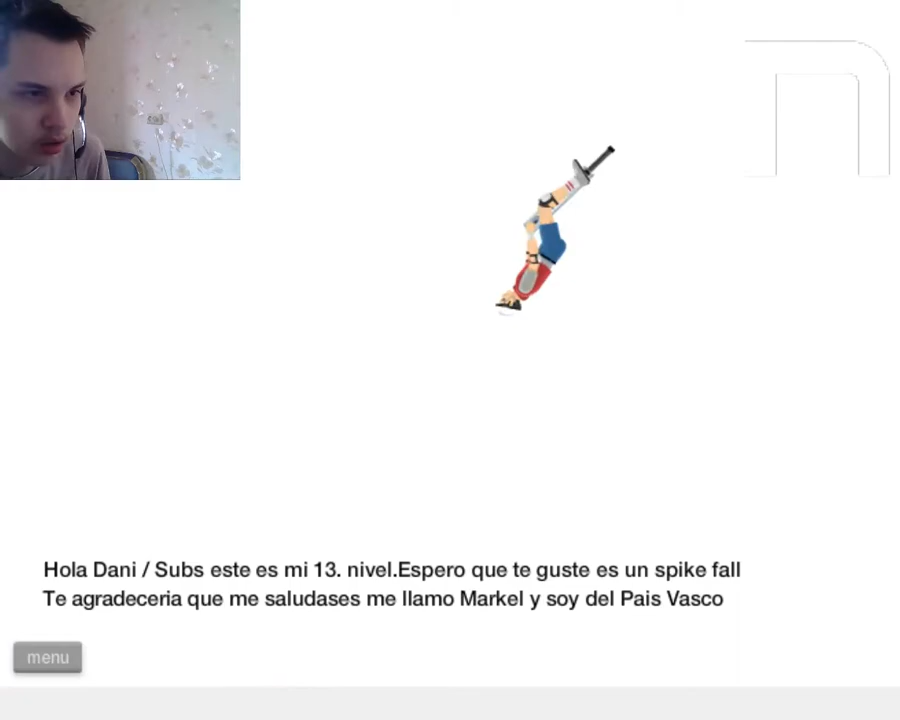 Hola Dani / Subs este es mi 13. nivel.Espero que te guste es un spike fall
Te agradeceria que me saludases me llamo Markel y soy del Pais Vasco
menu